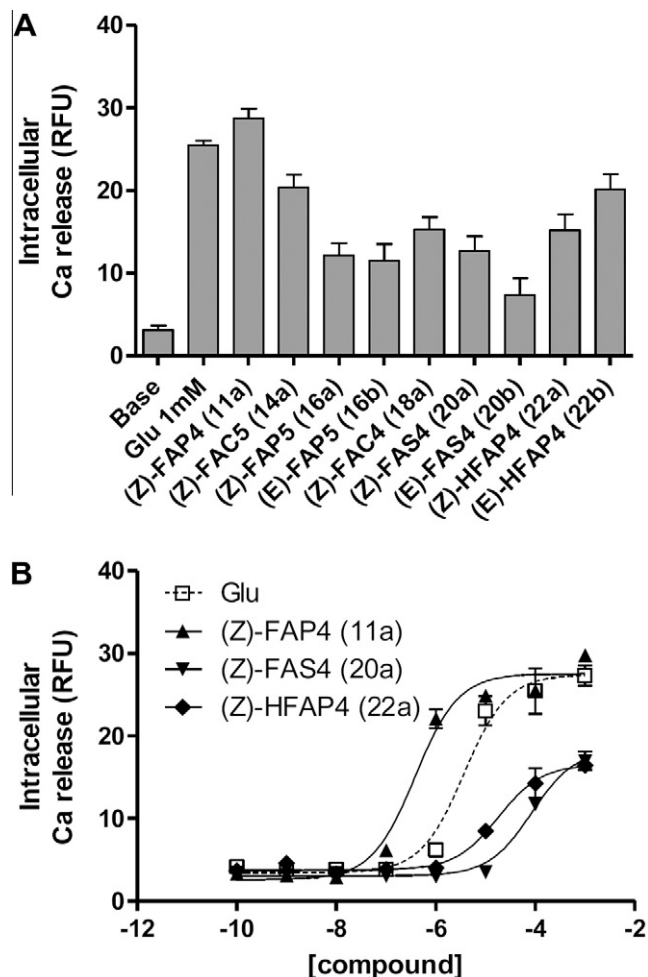 A
Intracellular
Ca release (RFU)
40
30
20
10
0
Base
Glu 1mM
(Z)-FAP4 (11a)
(Z)-FAC5 (14a)
(Z)-FAP5 (16a)
(E)-FAP5 (16b)
(Z)-FAC4 (18a)
(Z)-FAS4 (20a)
(E)-FAS4 (20b)
(Z)-HFAP4 (22a)
(E)-HFAP4 (22b)
B
Intracellular
Ca release (RFU)
40
30
20
10
0
Glu
(Z)-FAP4 (11a)
(Z)-FAS4 (20a)
(Z)-HFAP4 (22a)
-12 -10 -8 -6 -4 -2
[compound]